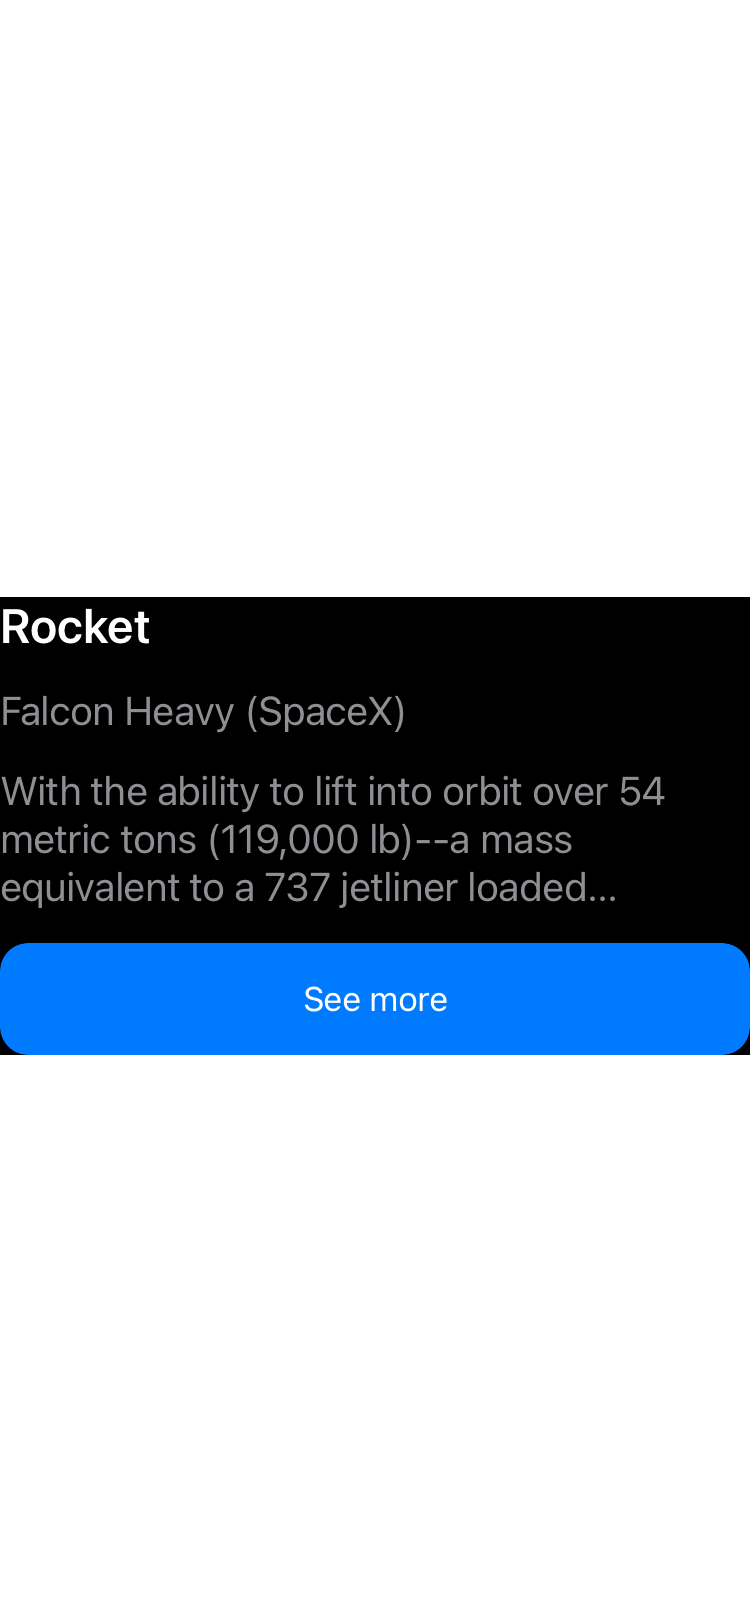 Rocket
Falcon Heavy (SpaceX)
With the ability to lift into orbit over 54
metric tons (119,000 lb)--a mass
equivalent to a 737 jetliner loaded...
See more